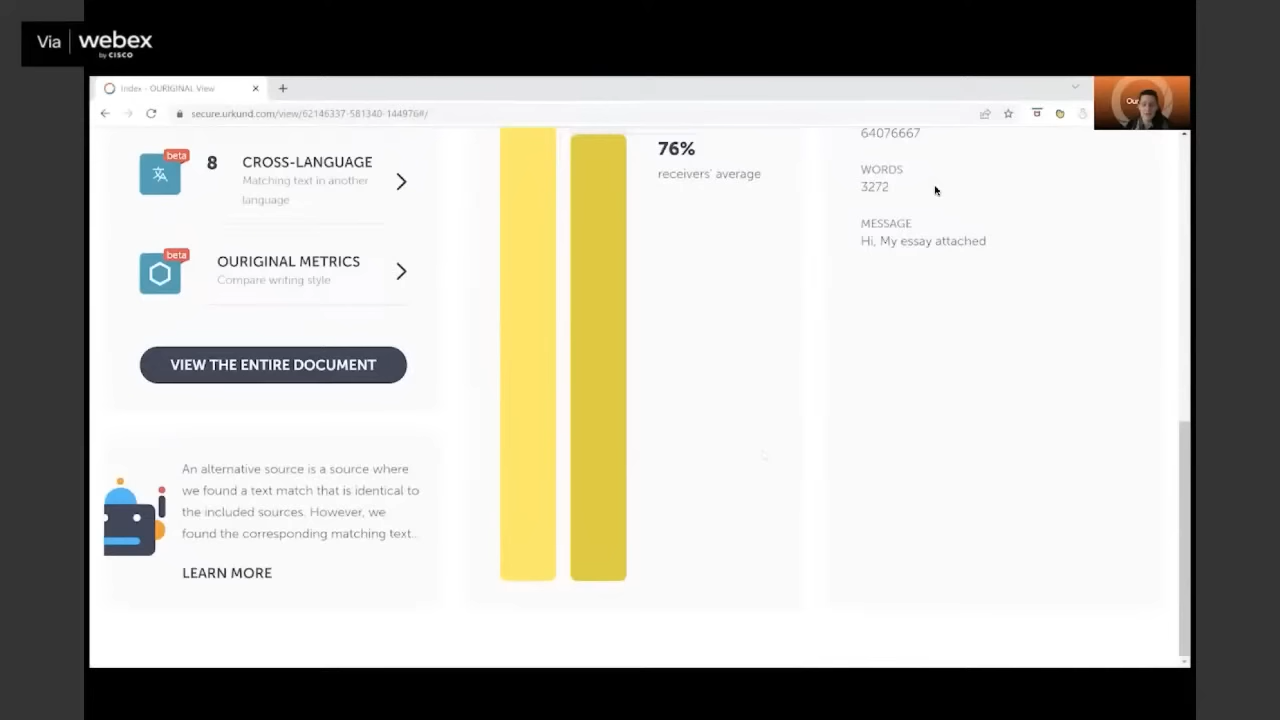 Via webex
by CISCO
Index - OURIGINAL View
secure.urkund.com/view/62146337-581340-144976#/
beta
8 CROSS-LANGUAGE
Matching text in another
language
beta
OURIGINAL METRICS
Compare writing style
VIEW THE ENTIRE DOCUMENT
An alternative source is a source where
we found a text match that is identical to
the included sources. However, we
found the corresponding matching text...
LEARN MORE
76%
receivers' average
64076667
WORDS
3272
MESSAGE
Hi, My essay attached